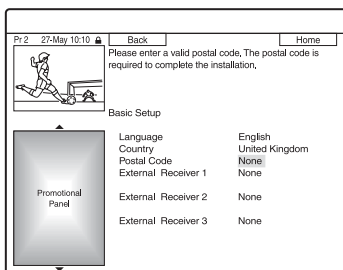 Pr 2 27-May 10:10
Back
Home
Please enter a valid postal code, The postal code is
required to complete the installation,
Basic Setup
Language English
Country United Kingdom
Postal Code None
External Receiver 1 None
External Receiver 2 None
External Receiver 3 None
Promotional
Panel